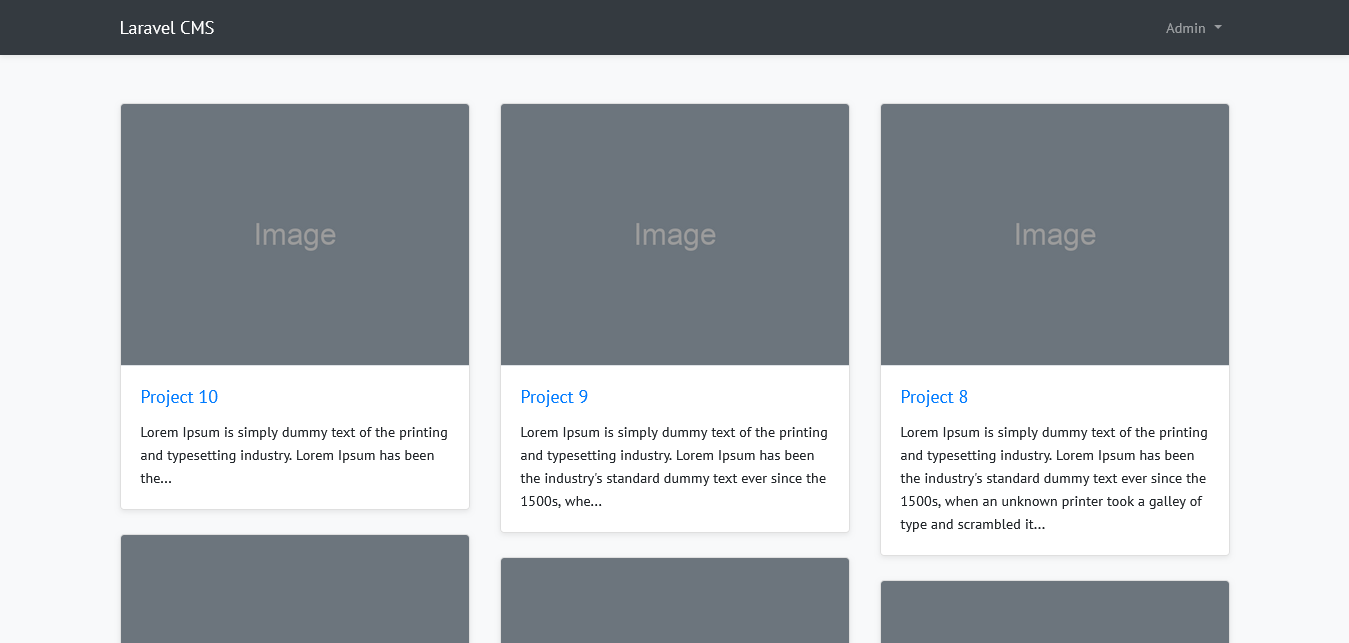 Laravel CMS
Admin
Image
Image
Image
Project 10
Lorem Ipsum is simply dummy text of the printing
and typesetting industry. Lorem Ipsum has been
the...
Project 9
Lorem Ipsum is simply dummy text of the printing
and typesetting industry. Lorem Ipsum has been
the industry's standard dummy text ever since the
1500s, whe...
Project 8
Lorem Ipsum is simply dummy text of the printing
and typesetting industry. Lorem Ipsum has been
the industry's standard dummy text ever since the
1500s, when an unknown printer took a galley of
type and scrambled it...